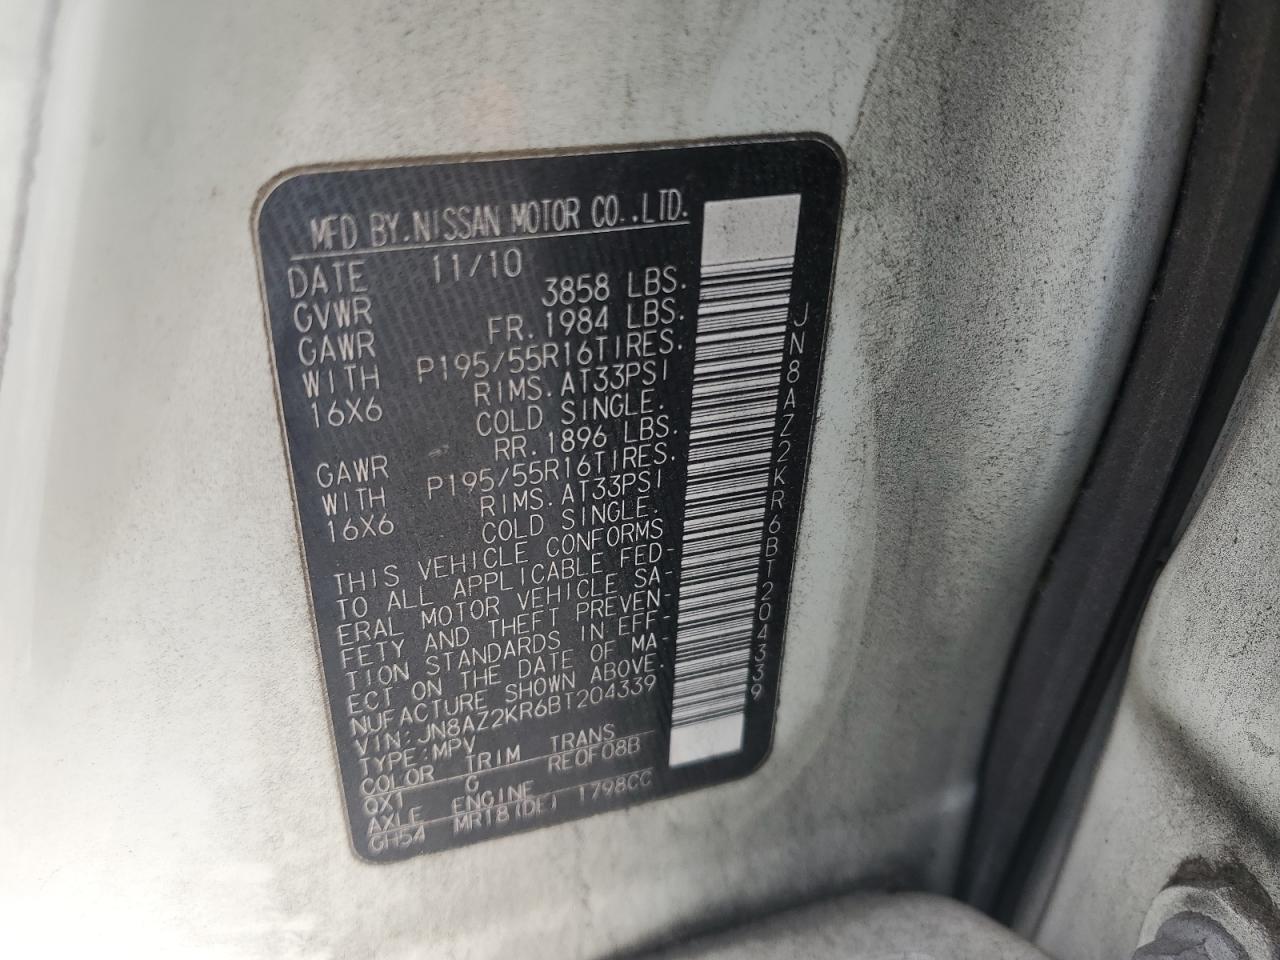 MFD BY.NISSAN MOTOR CO.,LTD.
DATE 11/10
GVWR 3858 LBS.
GAWR FR. 1984 LBS.
WITH P195/55R16TIRES.
16X6 RIMS. AT33PSI
COLD SINGLE.
GAWR RR. 1896 LBS.
WITH P195/55R16TIRES.
16X6 RIMS. AT33PSI
COLD SINGLE.
THIS VEHICLE CONFORMS
TO ALL APPLICABLE FED-
ERAL MOTOR VEHICLE SA-
FETY AND THEFT PREVEN-
TION STANDARDS IN EFF-
ECT ON THE DATE OF MA-
NUFACTURE SHOWN ABOVE.
VIN:JN8AZ2KR6BT204339
TYPE:MPV
COLOR TRIM TRANS
QX1 G RE0F08B
AXLE ENGINE
GH54 MR18(DE) 1798CC
JN8AZ2KR6BT204339